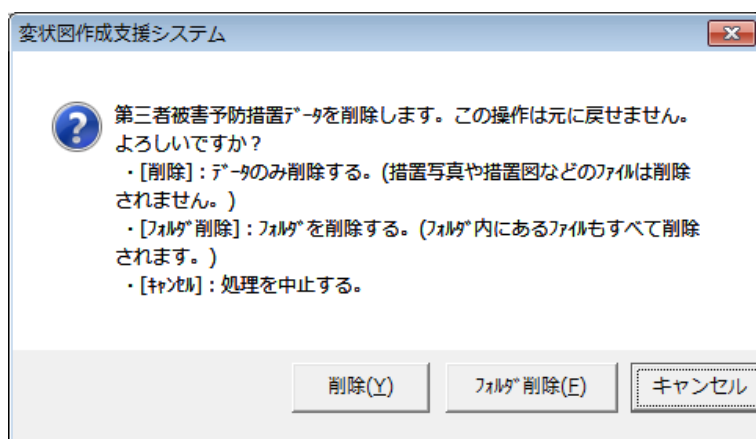 変状図作成支援システム
第三者被害予防措置ﾃﾞｰﾀを削除します。この操作は元に戻せません。
よろしいですか？
・[削除]：ﾃﾞｰﾀのみ削除する。(措置写真や措置図などのﾌｧｲﾙは削除
されません。)
・[ﾌｫﾙﾀﾞ削除]：ﾌｫﾙﾀﾞを削除する。(ﾌｫﾙﾀﾞ内にあるﾌｧｲﾙもすべて削除
されます。)
・[ｷｬﾝｾﾙ]：処理を中止する。
削除(Y)
ﾌｫﾙﾀﾞ削除(F)
キャンセル